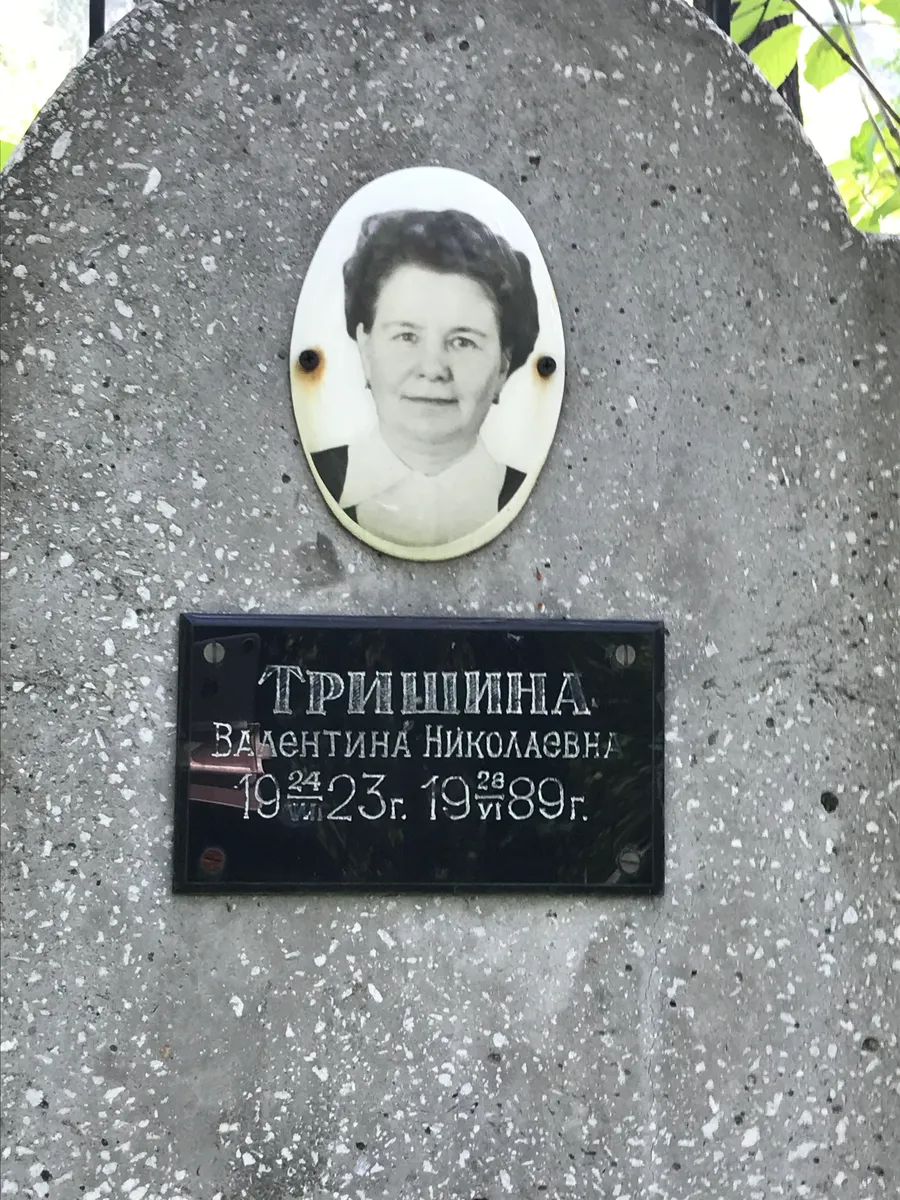 ТРИШИНА
ВАЛЕНТИНА НИКОЛАЕВНА
19 24/VII 23г. 19 28/VI 89г.